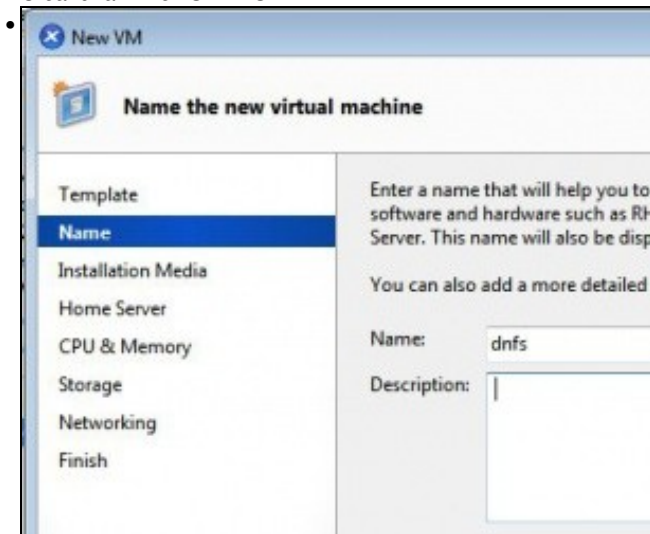 New VM
Name the new virtual machine
Template
Name
Installation Media
Home Server
CPU & Memory
Storage
Networking
Finish
Enter a name that will help you to
software and hardware such as RH
Server. This name will also be disp
You can also add a more detailed
Name: dnfs
Description: